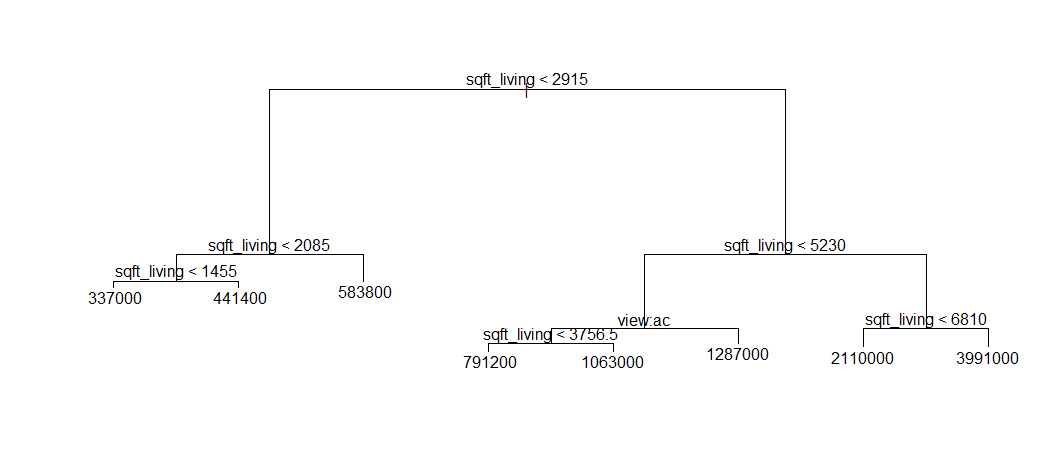 sqft_living < 2915
sqft_living < 2085
sqft_living < 5230
sqft_living < 1455
337000
441400
583800
view:ac
sqft_living < 3756.5
791200
1063000
1287000
sqft_living < 6810
2110000
3991000